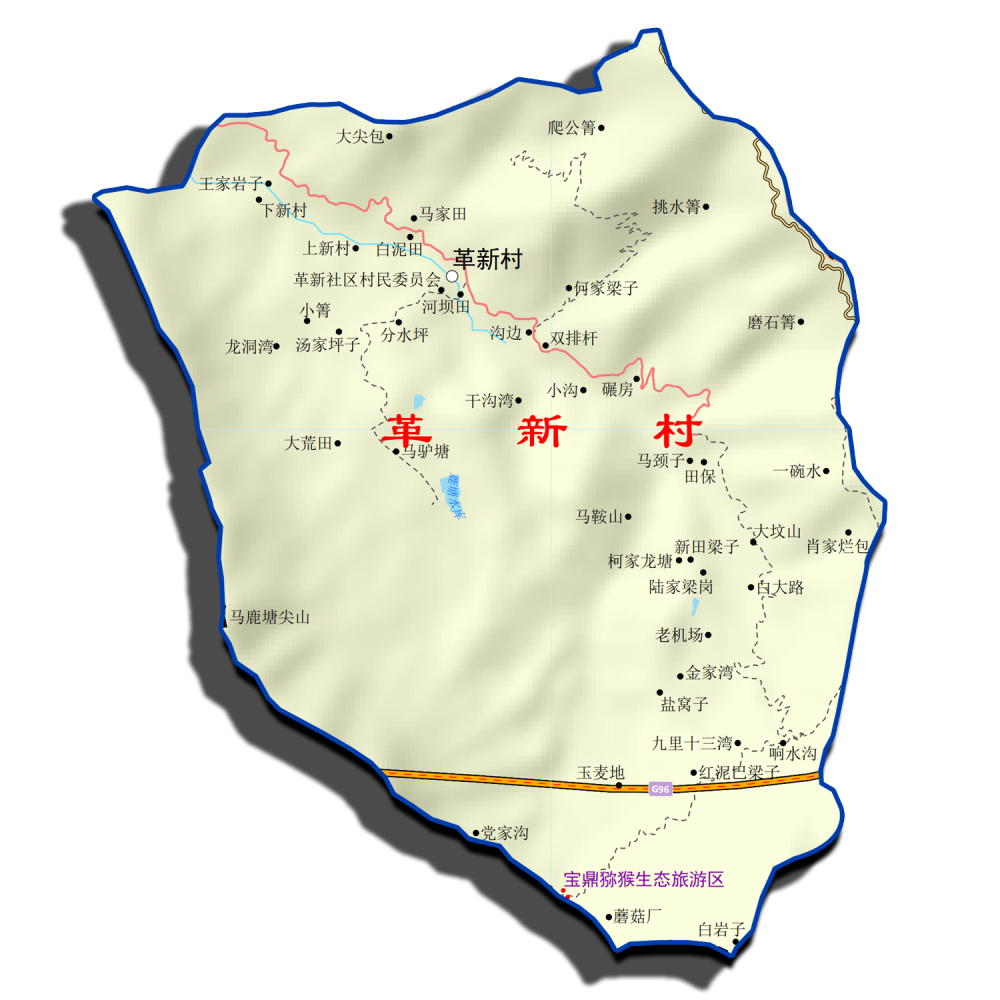 爬公箐
大尖包
王家岩子
下新村
挑水箐
马家田
上新村
白泥田
革新村
革新社区村民委员会
何家梁子
河坝田
小箐
磨石箐
分水坪
沟边
双排杆
龙洞湾
汤家坪子
小沟
碾房
干沟湾
革 新 村
大荒田
马驴塘
马颈子
田保
一碗水
马鞍山
大坟山
新田梁子
肖家烂包
柯家龙塘
陆家梁岗
白大路
马鹿塘尖山
老机场
金家湾
盐窝子
九里十三湾
响水沟
玉麦地
红泥巴梁子
G96
党家沟
宝鼎猕猴生态旅游区
蘑菇厂
白岩子